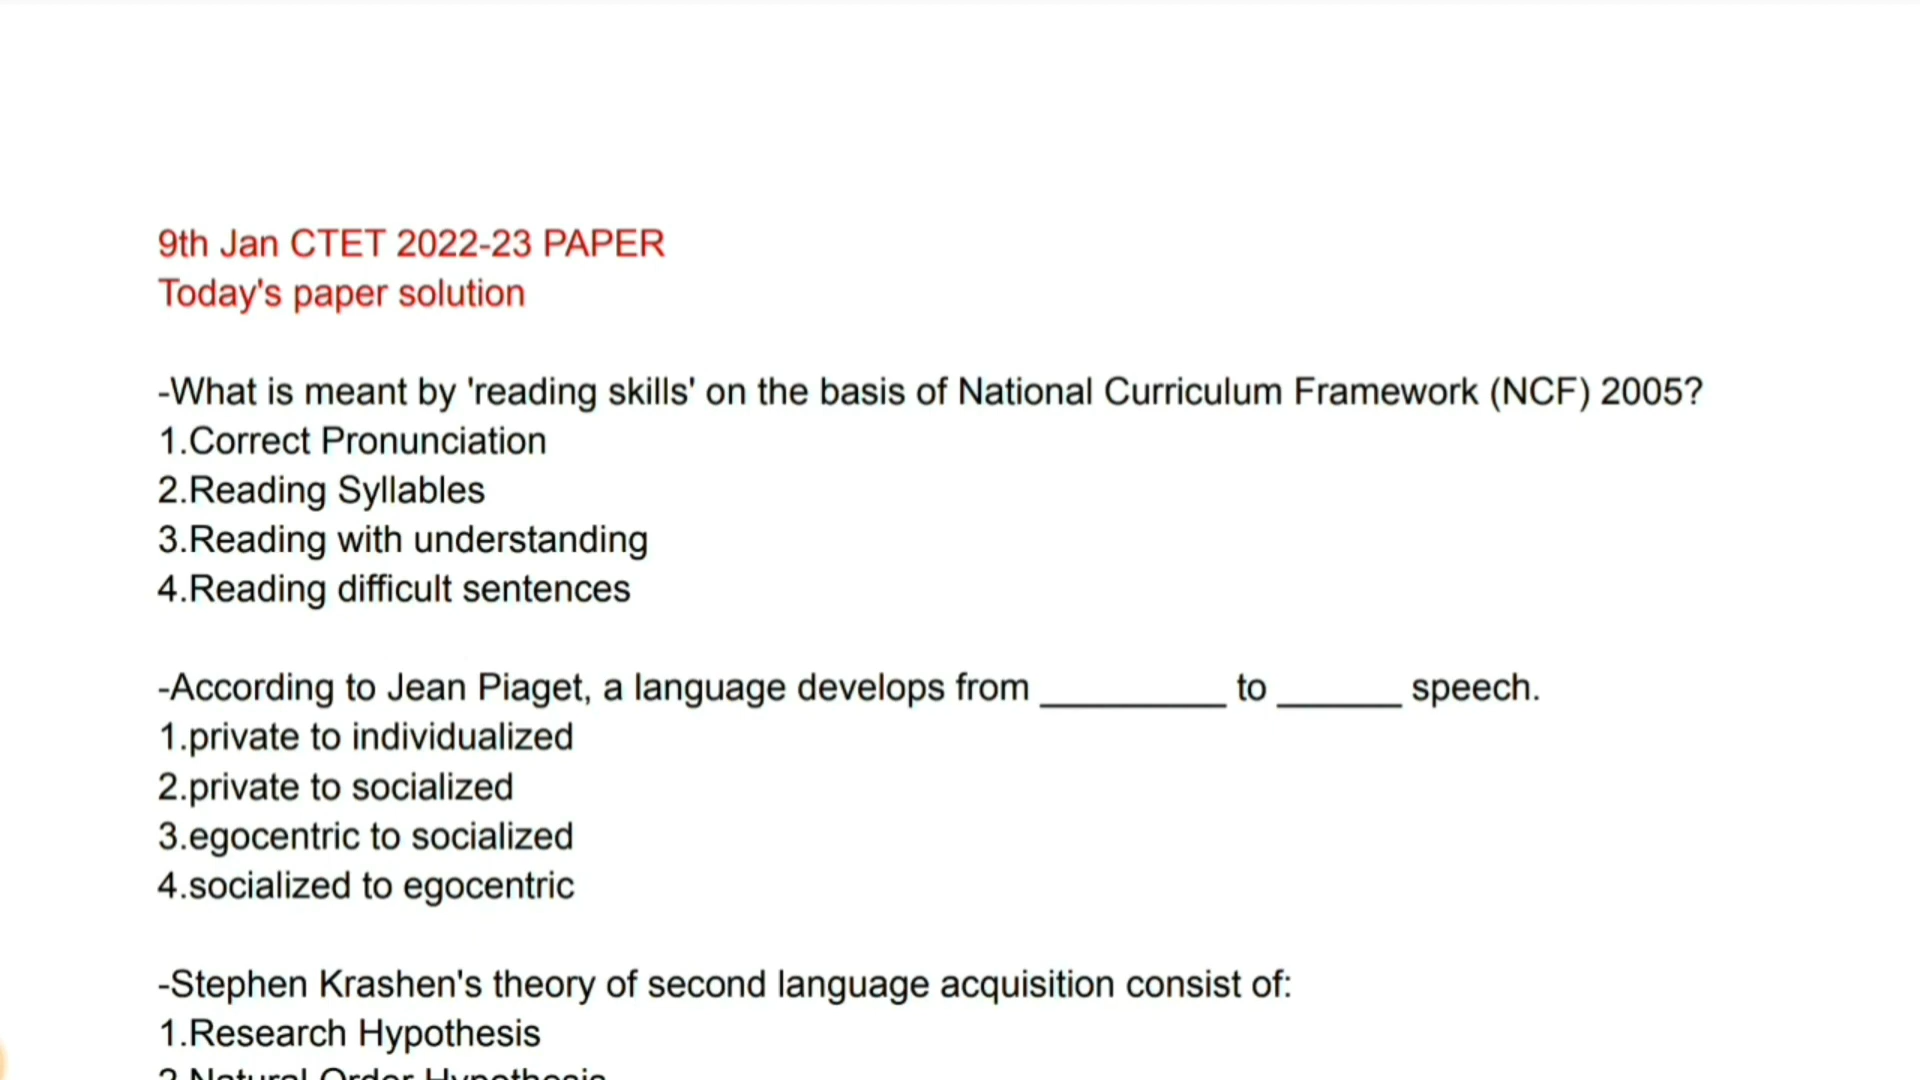 9th Jan CTET 2022-23 PAPER
Today's paper solution
-What is meant by 'reading skills' on the basis of National Curriculum Framework (NCF) 2005?
1.Correct Pronunciation
2.Reading Syllables
3.Reading with understanding
4.Reading difficult sentences
-According to Jean Piaget, a language develops from _________ to ______ speech.
1.private to individualized
2.private to socialized
3.egocentric to socialized
4.socialized to egocentric
-Stephen Krashen's theory of second language acquisition consist of:
1.Research Hypothesis
2.Natural Order Hypothesis